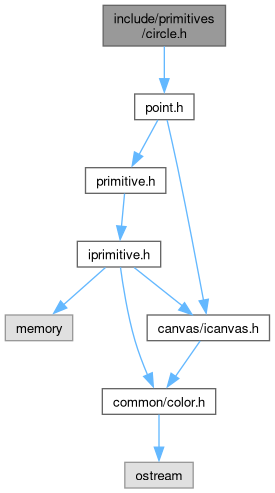 include/primitives
/circle.h
point.h
primitive.h
iprimitive.h
memory
canvas/icanvas.h
common/color.h
ostream